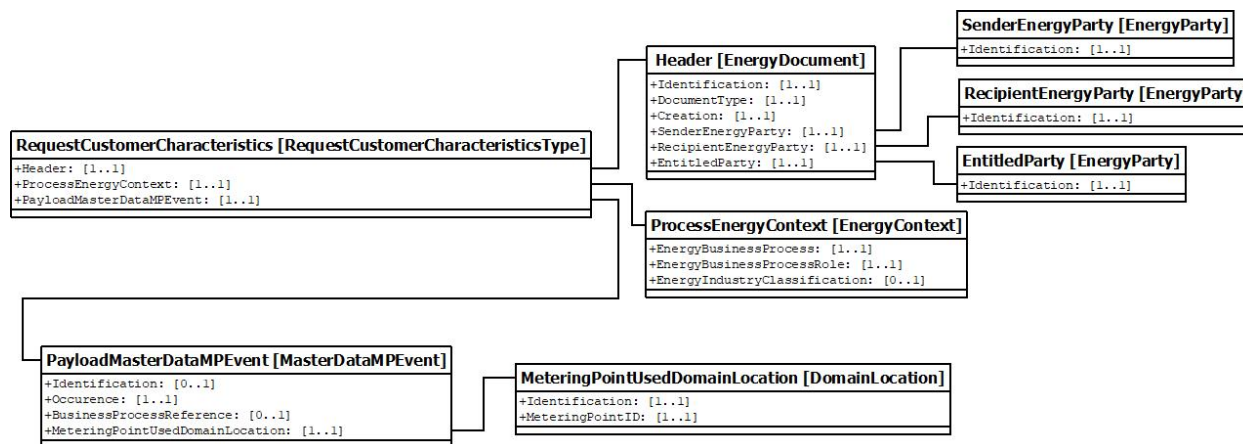 SenderEnergyParty [EnergyParty]
+Identification: [1..1]
Header [EnergyDocument]
+Identification: [1..1]
+DocumentType: [1..1]
+Creation: [1..1]
+SenderEnergyParty: [1..1]
+RecipientEnergyParty: [1..1]
+EntitledParty: [1..1]
RecipientEnergyParty [EnergyParty
+Identification: [1..1]
RequestCustomerCharacteristics [RequestCustomerCharacteristicsType]
+Header: [1..1]
+ProcessEnergyContext: [1..1]
+PayloadMasterDataMPEvent: [1..1]
EntitledParty [EnergyParty]
+Identification: [1..1]
ProcessEnergyContext [EnergyContext]
+EnergyBusinessProcess: [1..1]
+EnergyBusinessProcessRole: [1..1]
+EnergyIndustryClassification: [0..1]
PayloadMasterDataMPEvent [MasterDataMPEvent]
+Identification: [0..1]
+Occurence: [1..1]
+BusinessProcessReference: [0..1]
+MeteringPointUsedDomainLocation: [1..1]
MeteringPointUsedDomainLocation [DomainLocation]
+Identification: [1..1]
+MeteringPointID: [1..1]